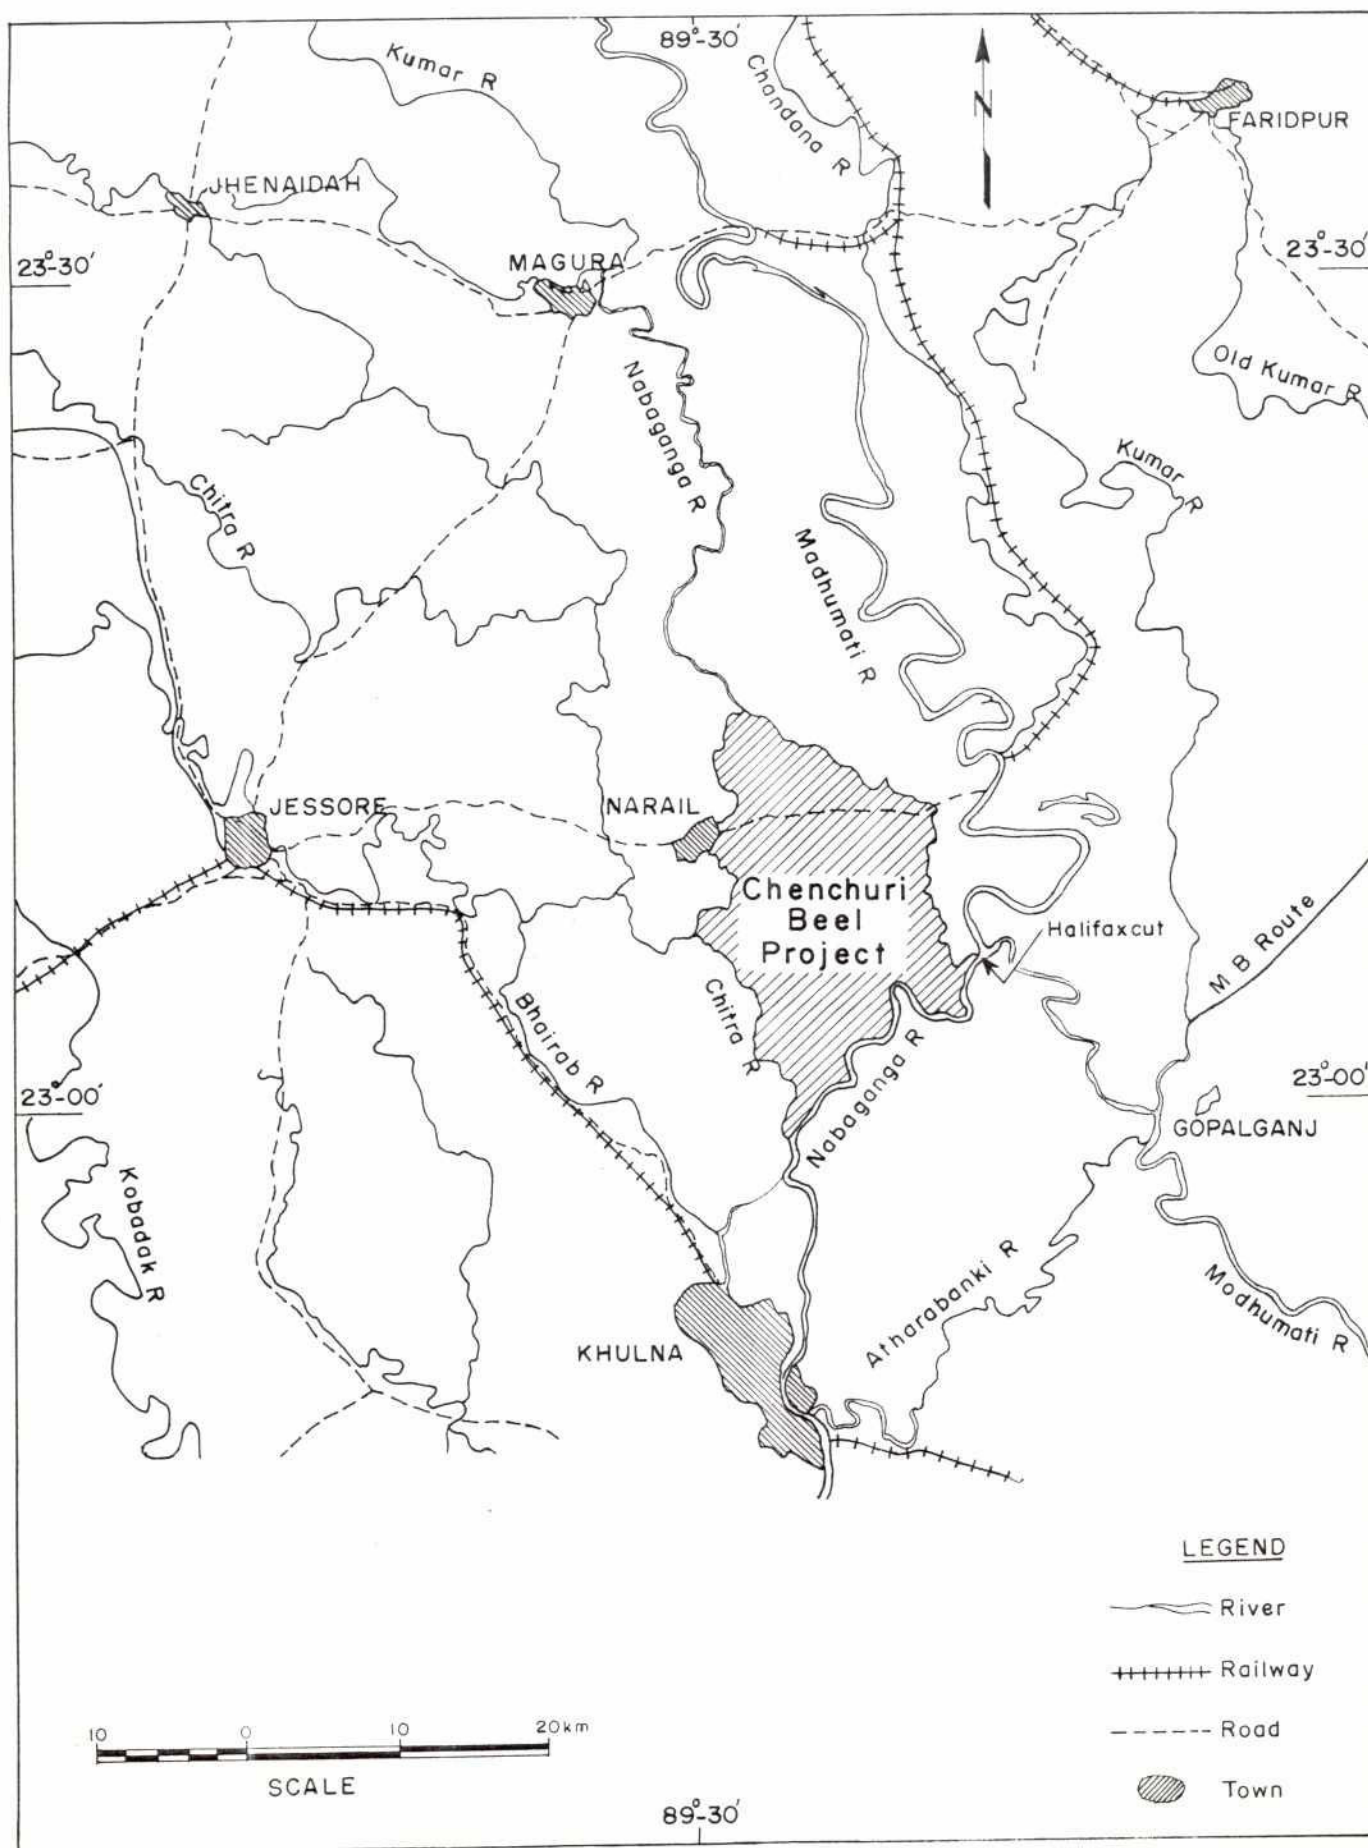 89°-30'
Kumar R
Chandana R
N
FARIDPUR
JHENAIDAH
23°-30'
MAGURA
23°-30'
Old Kumar R
Nabaganga R
Kumar R
Chitra R
Madhumati R
JESSORE
NARAIL
Chenchuri
Beel
Project
Halifaxcut
M B Route
Chitra R
Bhairab R
Nabaganga R
23°-00'
23°-00'
GOPALGANJ
Kobadak R
Atharabanki R
Modhumati R
KHULNA
LEGEND
River
Railway
Road
Town
10 0 10 20km
SCALE
89°-30'